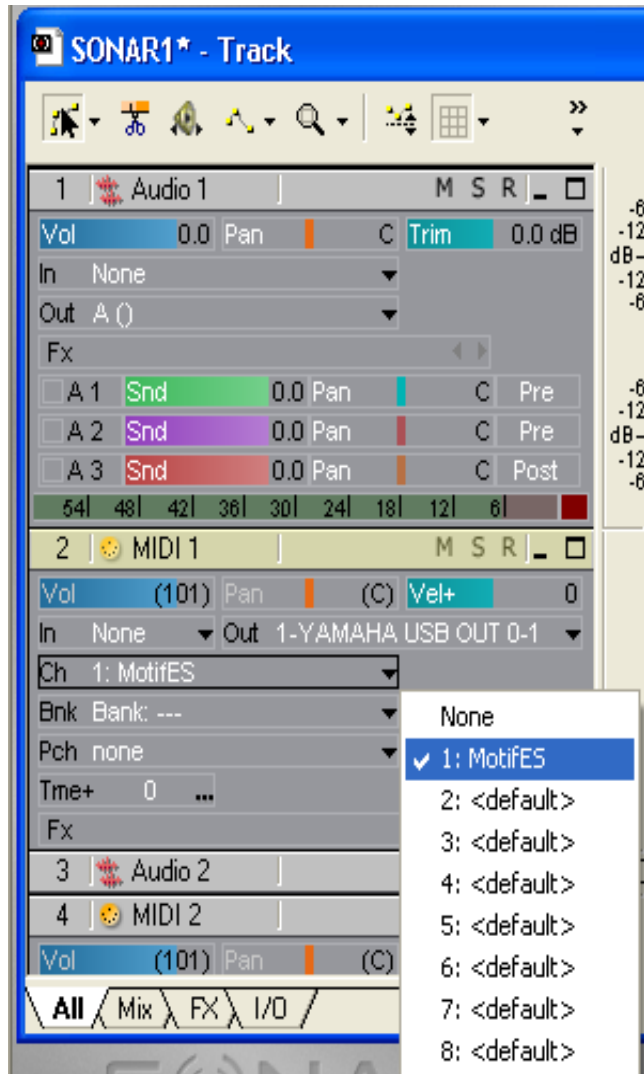 SONAR1* - Track
1 Audio 1 M S R
Vol 0.0 Pan C Trim 0.0 dB
In None
Out A ()
Fx
A 1 Snd 0.0 Pan C Pre
A 2 Snd 0.0 Pan C Pre
A 3 Snd 0.0 Pan C Post
54 48 42 36 30 24 18 12 6
-6
-12
dB-
-12
-6
-6
-12
dB-
-12
-6
2 MIDI 1 M S R
Vol (101) Pan (C) Vel+ 0
In None Out 1-YAMAHA USB OUT 0-1
Ch 1: MotifES
Bnk Bank: ---
Pch none
Tme+ 0 ...
Fx
3 Audio 2
4 MIDI 2
Vol (101) Pan (C)
All Mix FX I/O
None
1: MotifES
2: <default>
3: <default>
4: <default>
5: <default>
6: <default>
7: <default>
8: <default>